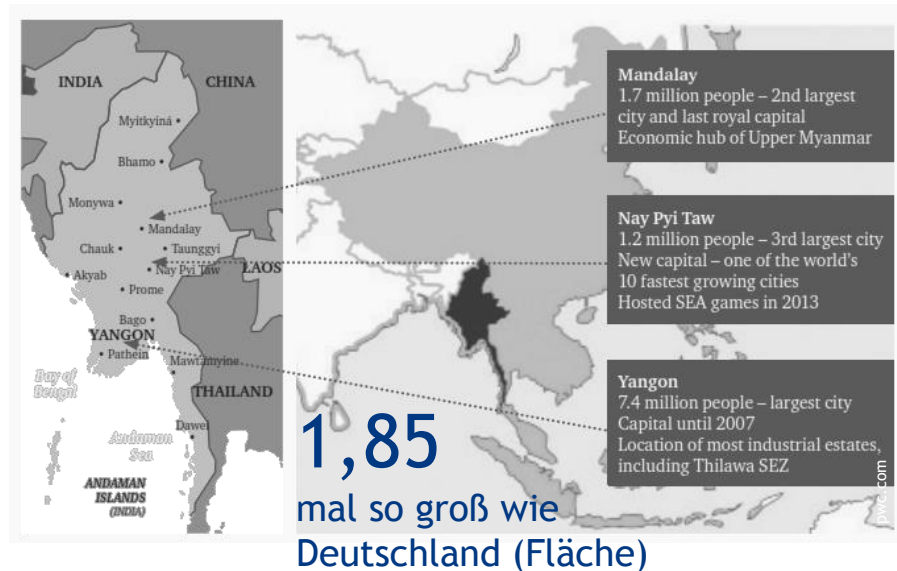 INDIA
CHINA
Myitkyiná
Bhamo
Monywa
Mandalay
Chauk
Taunggyi
Akyab
Nay Pyi Taw
LAOS
Prome
Bago
YANGON
Pathein
Mawlamyine
Bay of
Bengal
THAILAND
Dawei
Andaman
Sea
ANDAMAN
ISLANDS
(INDIA)
Mandalay
1.7 million people – 2nd largest
city and last royal capital
Economic hub of Upper Myanmar
Nay Pyi Taw
1.2 million people – 3rd largest city
New capital – one of the world's
10 fastest growing cities
Hosted SEA games in 2013
Yangon
7.4 million people – largest city
Capital until 2007
Location of most industrial estates,
including Thilawa SEZ
pwc.com
1,85
mal so groß wie
Deutschland (Fläche)